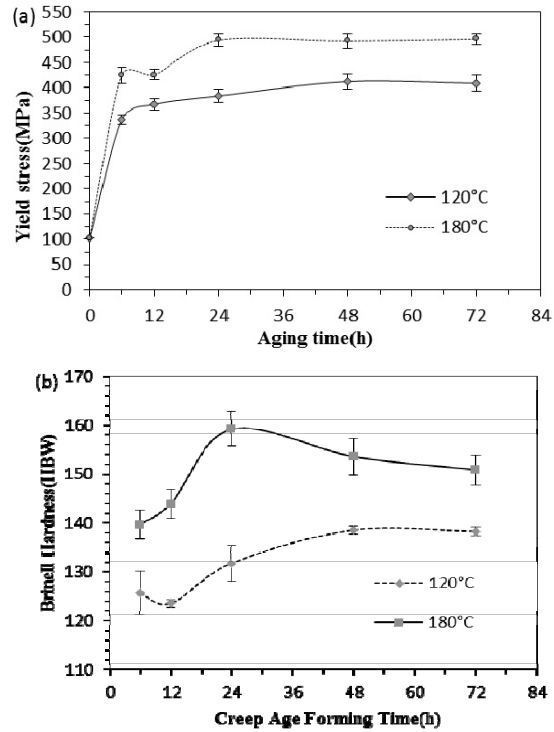 (a)
550
500
450
400
350
300
250
200
150
100
50
0
Yield stress(MPa)
120°C
180°C
0 12 24 36 48 60 72 84
Aging time(h)
(b)
170
160
150
140
130
120
110
Brinell Hardness(HBW)
120°C
180°C
0 12 24 36 48 60 72 84
Creep Age Forming Time(h)